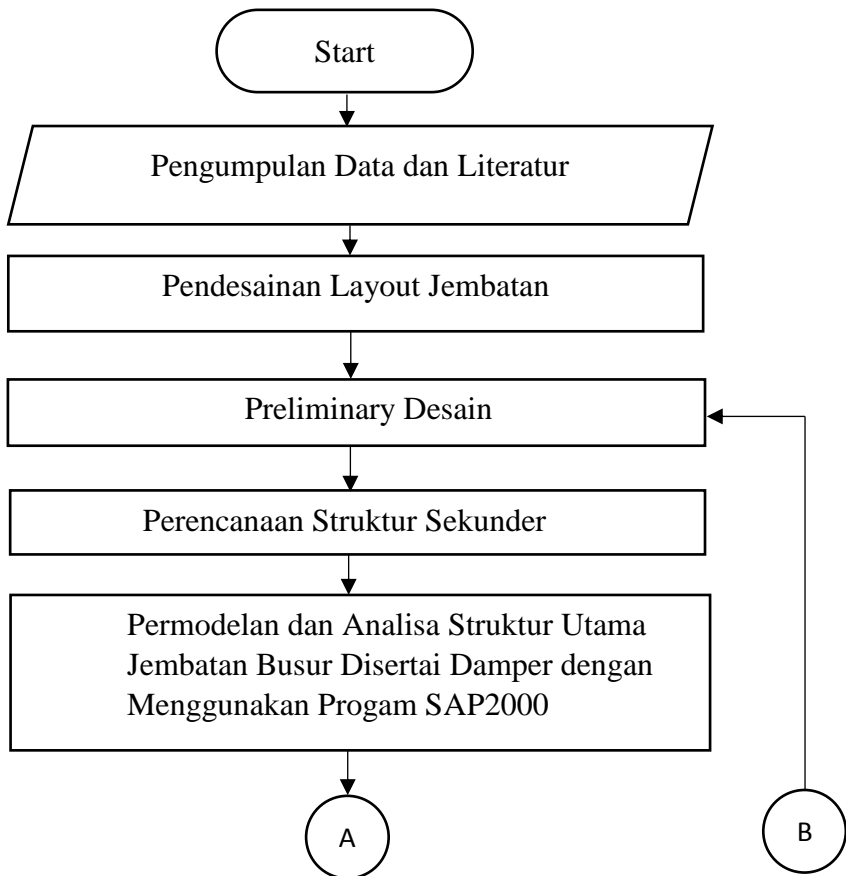 Start
Pengumpulan Data dan Literatur
Pendesainan Layout Jembatan
Preliminary Desain
Perencanaan Struktur Sekunder
Permodelan dan Analisa Struktur Utama
Jembatan Busur Disertai Damper dengan
Menggunakan Progam SAP2000
A
B